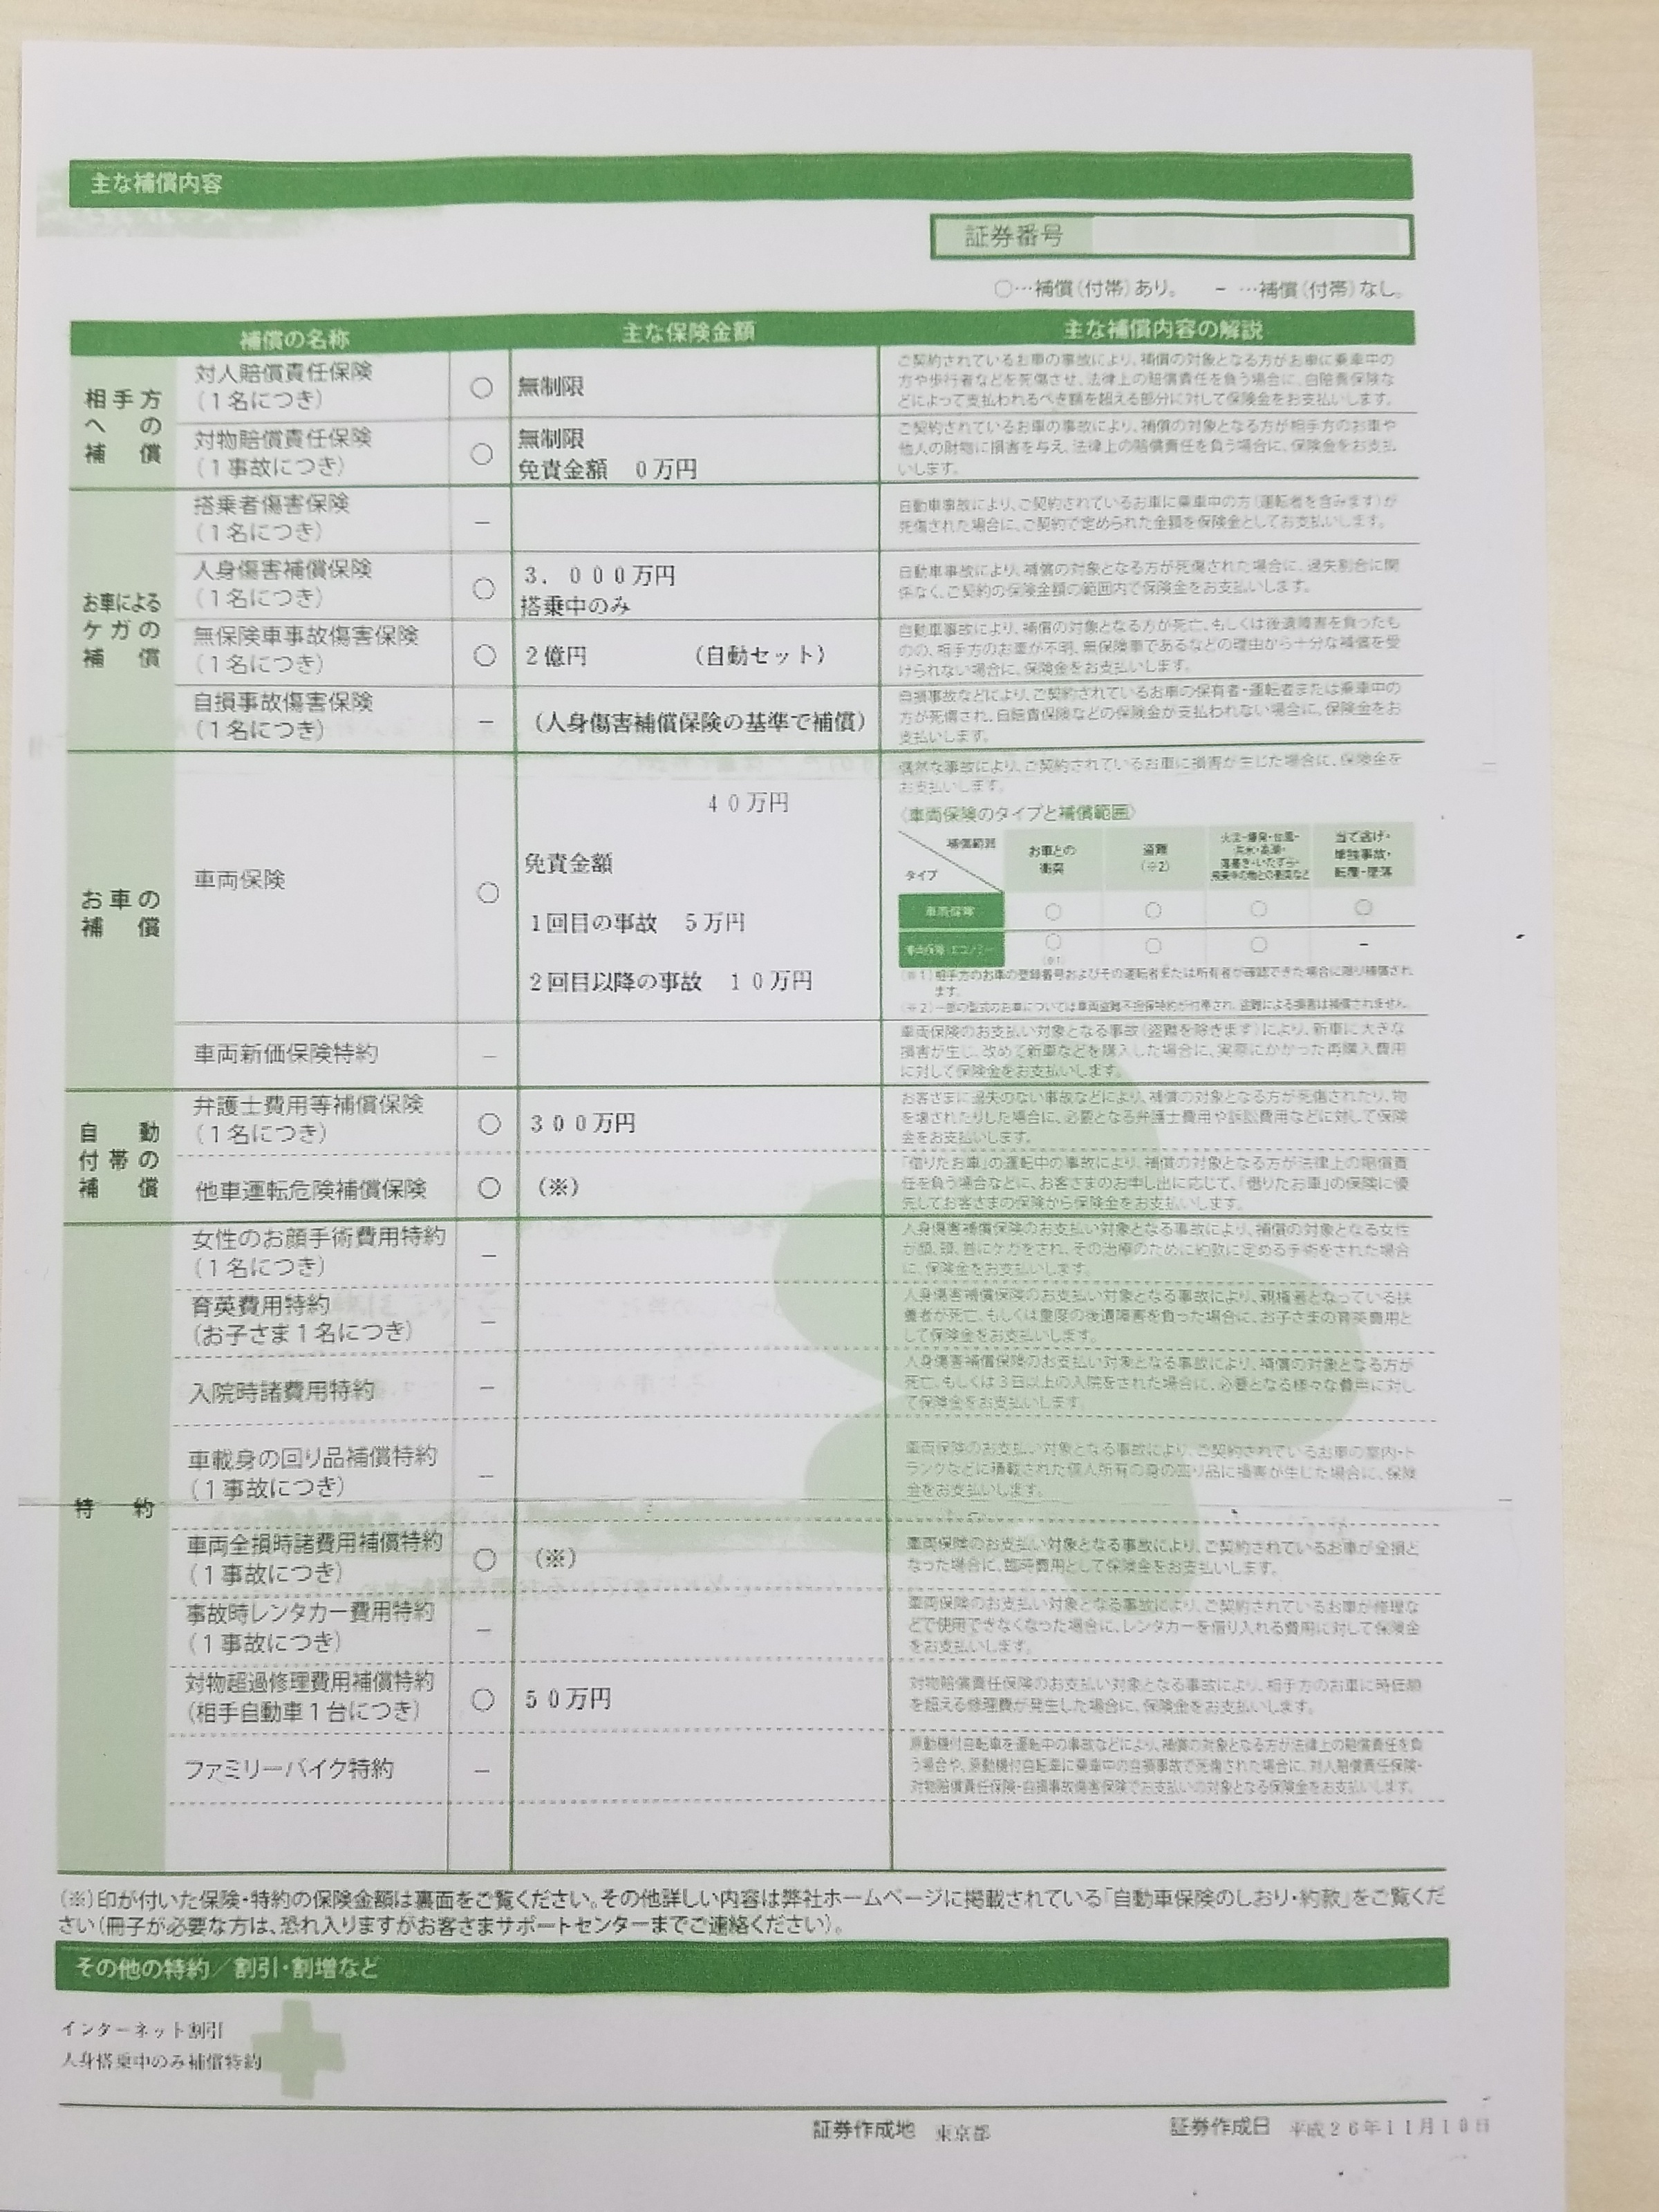 主な補償内容
証券番号
○…補償(付帯)あり。 － …補償(付帯)なし。
補償の名称 主な保険金額 主な補償内容の解説
相手方への補償
対人賠償責任保険
(1名につき)
○ 無制限
ご契約されているお車の事故により、補償の対象となる方がお車に乗車中の
方や歩行者などを死傷させ、法律上の賠償責任を負う場合に、自賠責保険な
どによって支払われるべき額を超える部分に対して保険金をお支払いします。
対物賠償責任保険
(1事故につき)
○ 無制限
免責金額 0万円
ご契約されているお車の事故により、補償の対象となる方が相手方のお車や
他人の財物に損害を与え、法律上の賠償責任を負う場合に、保険金をお支払
いします。
お車によるケガの補償
搭乗者傷害保険
(1名につき)
－
自動車事故により、ご契約されているお車に乗車中の方(運転者を含みます)が
死傷された場合に、ご契約で定められた金額を保険金としてお支払いします。
人身傷害補償保険
(1名につき)
○ 3．000万円
搭乗中のみ
自動車事故により、補償の対象となる方が死傷された場合に、過失割合に関
係なく、ご契約の保険金額の範囲内で保険金をお支払いします。
無保険車事故傷害保険
(1名につき)
○ 2億円 (自動セット)
自動車事故により、補償の対象となる方が死亡、もしくは後遺障害を負ったも
のの、相手方のお車が不明、無保険車であるなどの理由から十分な補償を受
けられない場合に、保険金をお支払いします。
自損事故傷害保険
(1名につき)
－ (人身傷害補償保険の基準で補償)
自損事故などにより、ご契約されているお車の保有者・運転者または乗車中の
方が死傷され、自賠責保険などの保険金が支払われない場合に、保険金をお
支払いします。
お車の補償
車両保険
○
40万円
免責金額
1回目の事故 5万円
2回目以降の事故 10万円
偶然な事故により、ご契約されているお車に損害が生じた場合に、保険金を
お支払いします。
〈車両保険のタイプと補償範囲〉
補償範囲
タイプ
お車との
衝突
盗難
(※2)
火災・爆発・台風・
洪水・高潮・
落書き・いたずら・
飛来中の他物との衝突など
当て逃げ・
単独事故・
転覆・墜落
車両保険 ○ ○ ○ ○
車両保険(エコノミー) ○ ○ ○ －
(※1)
(※1)相手方のお車の登録番号およびその運転者または所有者が確認できた場合に限り補償され
ます。
(※2)一部の型式のお車については車両盗難不担保特約が付帯され、盗難による損害は補償されません。
車両新価保険特約
－
車両保険のお支払い対象となる事故(盗難を除きます)により、新車に大きな
損害が生じ、改めて新車などを購入した場合に、実際にかかった再購入費用
に対して保険金をお支払いします。
自動付帯の補償
弁護士費用等補償保険
(1名につき)
○ 300万円
お客さまに過失のない事故などにより、補償の対象となる方が死傷されたり、物
を壊されたりした場合に、必要となる弁護士費用や訴訟費用などに対して保険
金をお支払いします。
他車運転危険補償保険
○ (※)
「借りたお車」の運転中の事故により、補償の対象となる方が法律上の賠償責
任を負う場合などに、お客さまのお申し出に応じて、「借りたお車」の保険に優
先してお客さまの保険から保険金をお支払いします。
特約
女性のお顔手術費用特約
(1名につき)
－
人身傷害補償保険のお支払い対象となる事故により、補償の対象となる女性
が顔、頭、首にケガをされ、その治療のために約款に定める手術をされた場合
に、保険金をお支払いします。
育英費用特約
(お子さま1名につき)
－
人身傷害補償保険のお支払い対象となる事故により、親権者となっている扶
養者が死亡、もしくは重度の後遺障害を負った場合に、お子さまの育英費用と
して保険金をお支払いします。
入院時諸費用特約
－
人身傷害補償保険のお支払い対象となる事故により、補償の対象となる方が
死亡、もしくは3日以上の入院をされた場合に、必要となる様々な費用に対し
て保険金をお支払いします。
車載身の回り品補償特約
(1事故につき)
－
車両保険のお支払い対象となる事故により、ご契約されているお車の室内・ト
ランクなどに積載された個人所有の身の回り品に損害が生じた場合に、保険
金をお支払いします。
車両全損時諸費用補償特約
(1事故につき)
○ (※)
車両保険のお支払い対象となる事故により、ご契約されているお車が全損と
なった場合に、臨時費用として保険金をお支払いします。
事故時レンタカー費用特約
(1事故につき)
－
車両保険のお支払い対象となる事故により、ご契約されているお車が修理な
どで使用できなくなった場合に、レンタカーを借り入れる費用に対して保険金
をお支払いします。
対物超過修理費用補償特約
(相手自動車1台につき)
○ 50万円
対物賠償責任保険のお支払い対象となる事故により、相手方のお車に時価額
を超える修理費が発生した場合に、保険金をお支払いします。
ファミリーバイク特約
－
原動機付自転車を運転中の事故などにより、補償の対象となる方が法律上の賠償責任を負
う場合や、原動機付自転車に乗車中の自損事故で死傷された場合に、対人賠償責任保険・
対物賠償責任保険・自損事故傷害保険でお支払いの対象となる保険金をお支払いします。
(※)印が付いた保険・特約の保険金額は裏面をご覧ください。その他詳しい内容は弊社ホームページに掲載されている「自動車保険のしおり・約款」をご覧くだ
さい(冊子が必要な方は、恐れ入りますがお客さまサポートセンターまでご連絡ください)。
その他の特約／割引・割増など
インターネット割引
人身搭乗中のみ補償特約
証券作成地 東京都 証券作成日 平成26年11月10日